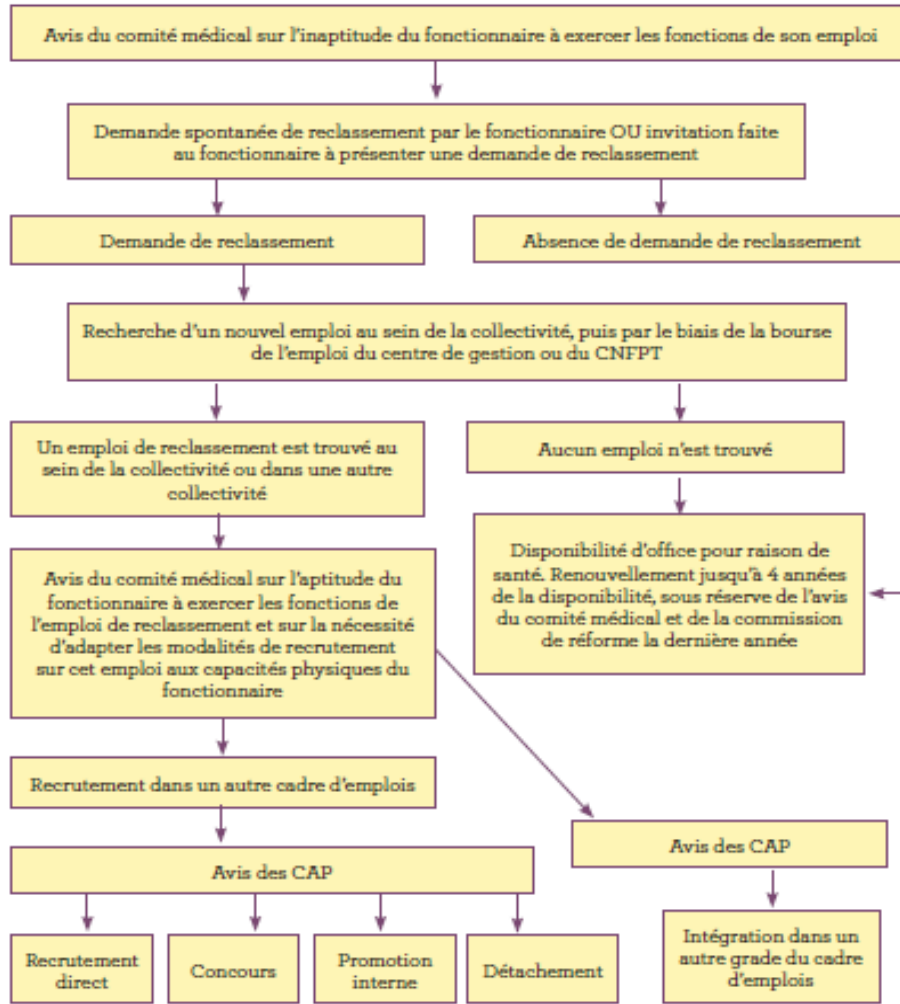 Avis du comité médical sur l'inaptitude du fonctionnaire à exercer les fonctions de son emploi
Demande spontanée de reclassement par le fonctionnaire OU invitation faite
au fonctionnaire à présenter une demande de reclassement
Demande de reclassement
Absence de demande de reclassement
Recherche d'un nouvel emploi au sein de la collectivité, puis par le biais de la bourse
de l'emploi du centre de gestion ou du CNFPT
Un emploi de reclassement est trouvé au
sein de la collectivité ou dans une autre
collectivité
Aucun emploi n'est trouvé
Avis du comité médical sur l'aptitude du
fonctionnaire à exercer les fonctions de
l'emploi de reclassement et sur la nécessité
d'adapter les modalités de recrutement
sur cet emploi aux capacités physiques du
fonctionnaire
Disponibilité d'office pour raison de
santé. Renouvellement jusqu'à 4 années
de la disponibilité, sous réserve de l'avis
du comité médical et de la commission
de réforme la dernière année
Recrutement dans un autre cadre d'emplois
Avis des CAP
Avis des CAP
Recrutement
direct
Concours
Promotion
interne
Détachement
Intégration dans un
autre grade du cadre
d'emplois